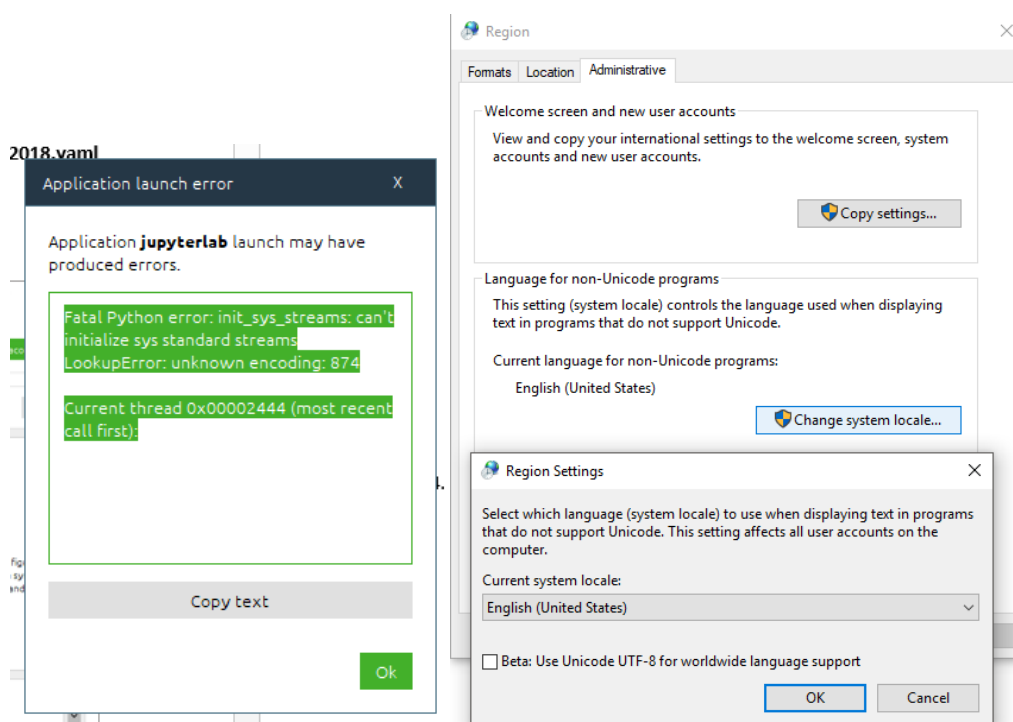 2018.yaml
Application launch error
X
Application jupyterlab launch may have
produced errors.
Fatal Python error: init_sys_streams: can't
initialize sys standard streams
LookupError: unknown encoding: 874
Current thread 0x00002444 (most recent
call first):
Copy text
Ok
Region
Formats
Location
Administrative
Welcome screen and new user accounts
View and copy your international settings to the welcome screen, system
accounts and new user accounts.
Copy settings...
Language for non-Unicode programs
This setting (system locale) controls the language used when displaying
text in programs that do not support Unicode.
Current language for non-Unicode programs:
English (United States)
Change system locale...
Region Settings
Select which language (system locale) to use when displaying text in programs
that do not support Unicode. This setting affects all user accounts on the
computer.
Current system locale:
English (United States)
Beta: Use Unicode UTF-8 for worldwide language support
OK
Cancel